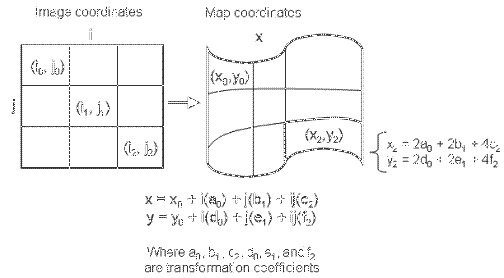 Image coordinates
Map coordinates
i
x
(i₀, j₀)
(i₁, j₁)
(i₂, j₂)
(x₀,y₀)
(x₂,y₂)
x₂ = 2a₀ + 2b₁ + 4c₂
y₂ = 2d₀ + 2e₁ + 4f₂
x = x₀ + i(a₀) + j(b₁) + ij(c₂)
y = y₀ + i(d₀) + j(e₁) + ij(f₂)
Where a₀, b₁, c₂, d₀, e₁, and f₂
are transformation coefficients